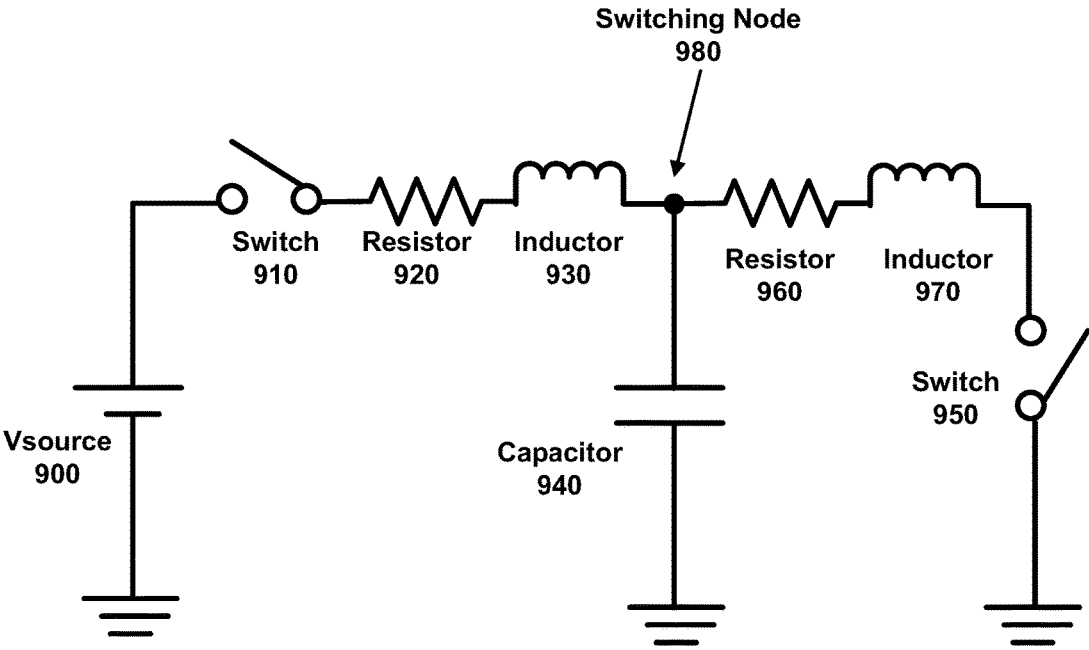 Switching Node
980
Switch
910
Resistor
920
Inductor
930
Resistor
960
Inductor
970
Switch
950
Vsource
900
Capacitor
940